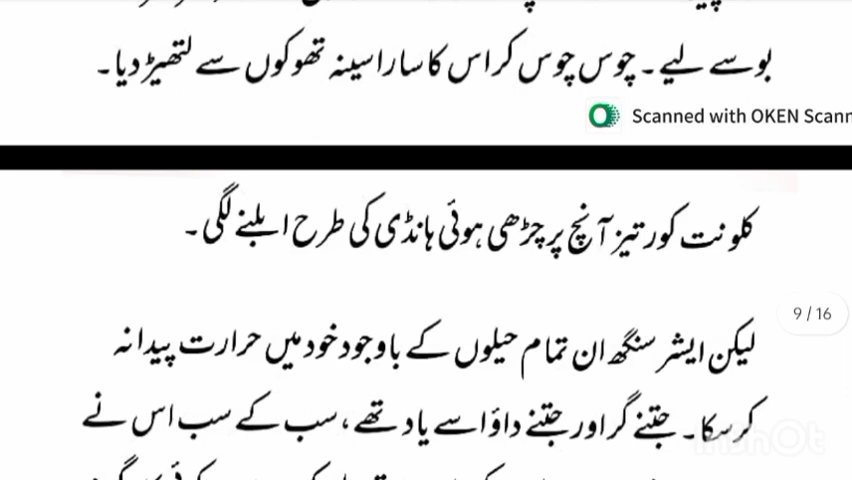 بوسے لیے۔ چوس چوس کر اس کا سارا سینہ تھوکوں سے لتھیڑ دیا۔
Scanned with OKEN Scann
کلونت کور تیز آنچ پر چڑھی ہوئی ہانڈی کی طرح ابلنے لگی۔
9/16
لیکن ایشر سنگھ ان تمام حیلوں کے باوجود خود میں حرارت پیدا نہ
کر سکا۔ جتنے گر اور جتنے داؤ اسے یاد تھے، سب کے سب اس نے
InShOt